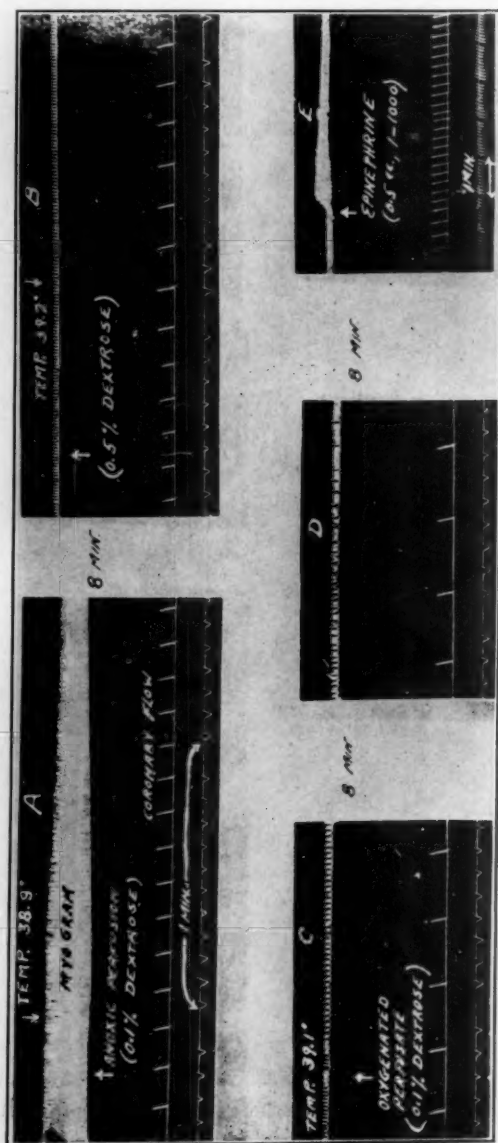 ↓ TEMP. 38.9° A
MYOGRAM
↑ ANOXIC PERFUSION
(0.1% DEXTROSE)
CORONARY FLOW
1 MIN.
8 MIN
TEMP. 39.2° ↓ B
↑
(0.5% DEXTROSE)
TEMP. 39.1° C
↑
OXYGENATED
PERFUSATE
(0.1% DEXTROSE)
8 MIN
D
8 MIN
E
↑
EPINEPHRINE
(0.5 cc, 1-1000)
1 MIN